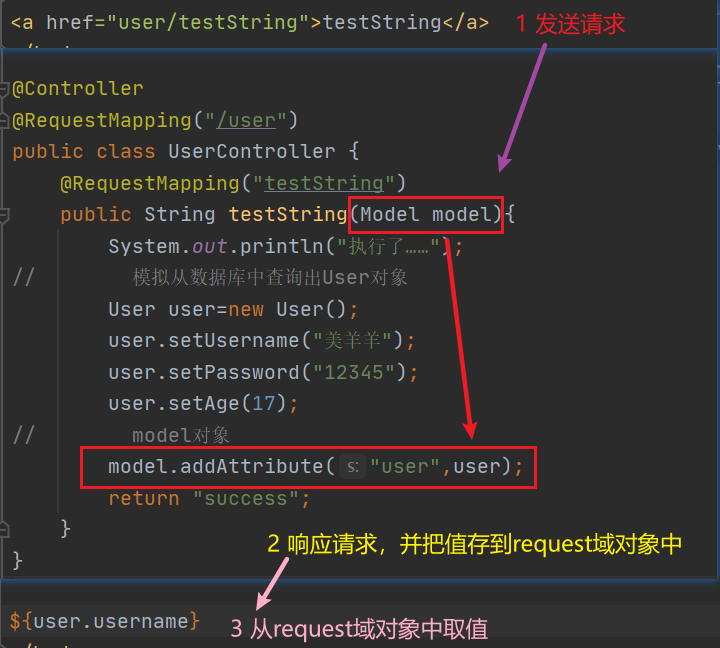 <a href="user/testString">testString</a>
1 发送请求
@Controller
@RequestMapping("/user")
public class UserController {
@RequestMapping("testString")
public String testString(Model model){
System.out.println("执行了……");
// 模拟从数据库中查询出User对象
User user=new User();
user.setUsername("美羊羊");
user.setPassword("12345");
user.setAge(17);
// model对象
model.addAttribute( s: "user",user);
return "success";
}
2 响应请求，并把值存到request域对象中
}
${user.username}
3 从request域对象中取值